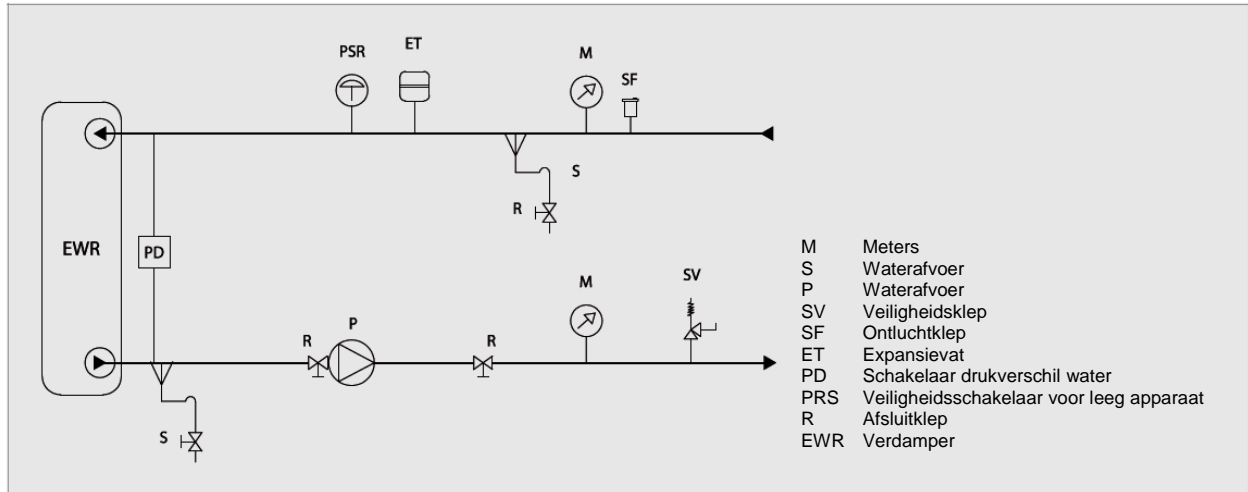 PSR
ET
M
SF
S
R
EWR
PD
M
SV
R
P
R
S
M Meters
S Waterafvoer
P Waterafvoer
SV Veiligheidsklep
SF Ontluchtklep
ET Expansievat
PD Schakelaar drukverschil water
PRS Veiligheidsschakelaar voor leeg apparaat
R Afsluitklep
EWR Verdamper